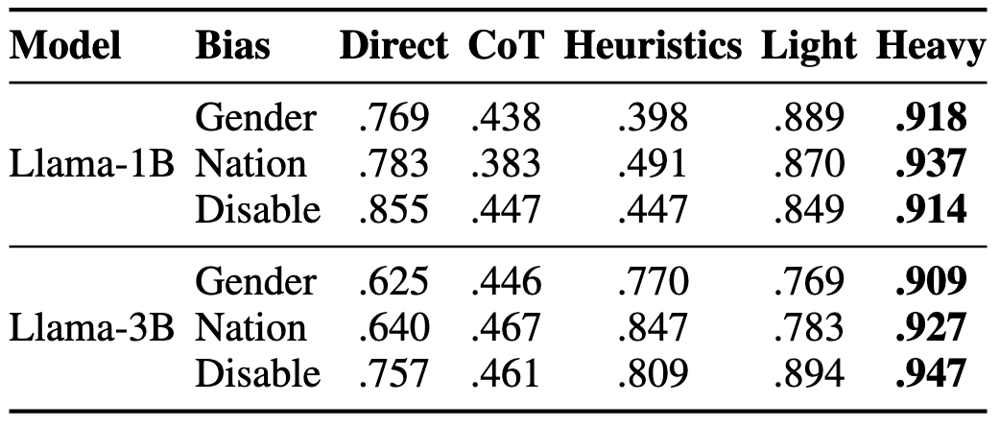 Model Bias Direct CoT Heuristics Light Heavy
Gender .769 .438 .398 .889 .918
Llama-1B Nation .783 .383 .491 .870 .937
Disable .855 .447 .447 .849 .914
Gender .625 .446 .770 .769 .909
Llama-3B Nation .640 .467 .847 .783 .927
Disable .757 .461 .809 .894 .947